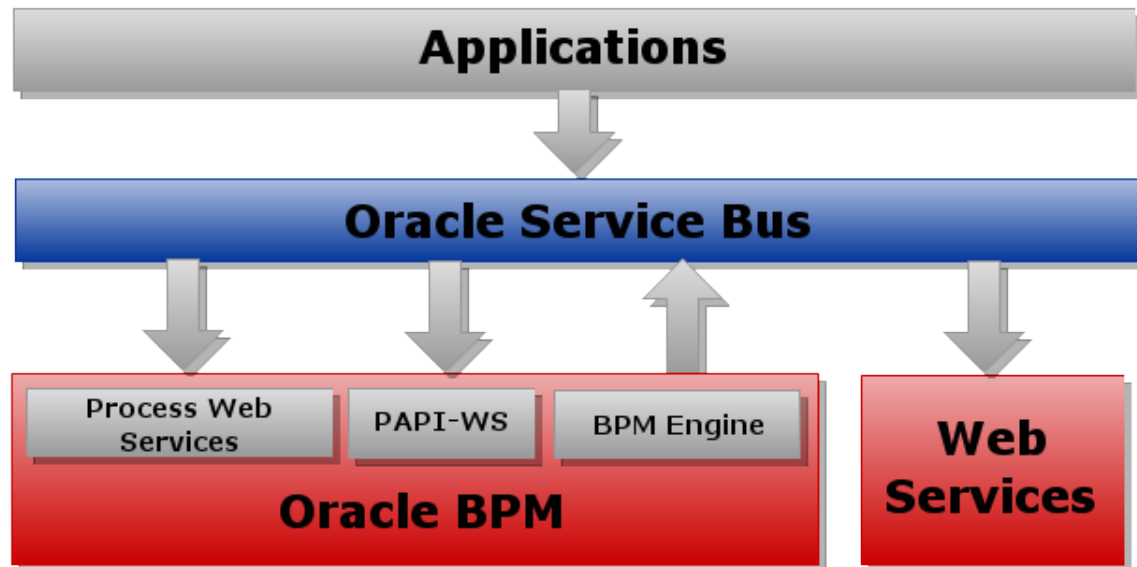 Applications
Oracle Service Bus
Process Web
Services
PAPI-WS
BPM Engine
Oracle BPM
Web
Services